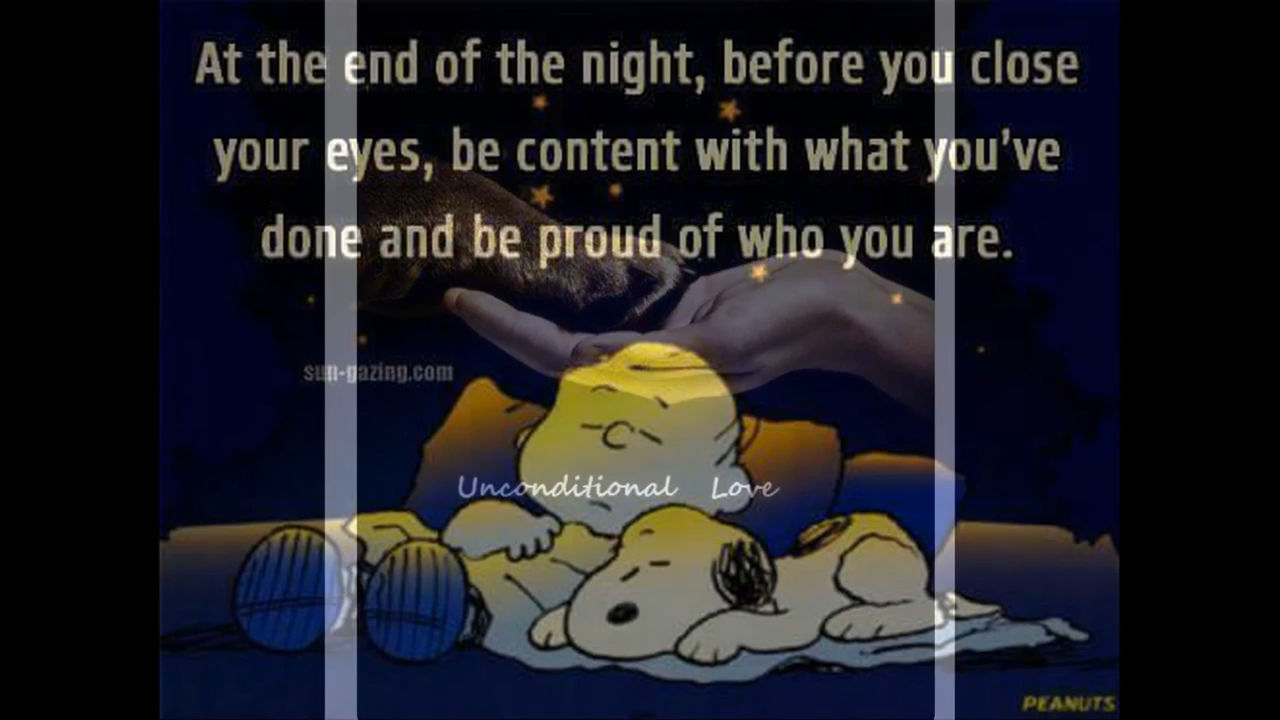 At the end of the night, before you close
your eyes, be content with what you've
done and be proud of who you are.
sun-gazing.com
Unconditional Love
PEANUTS